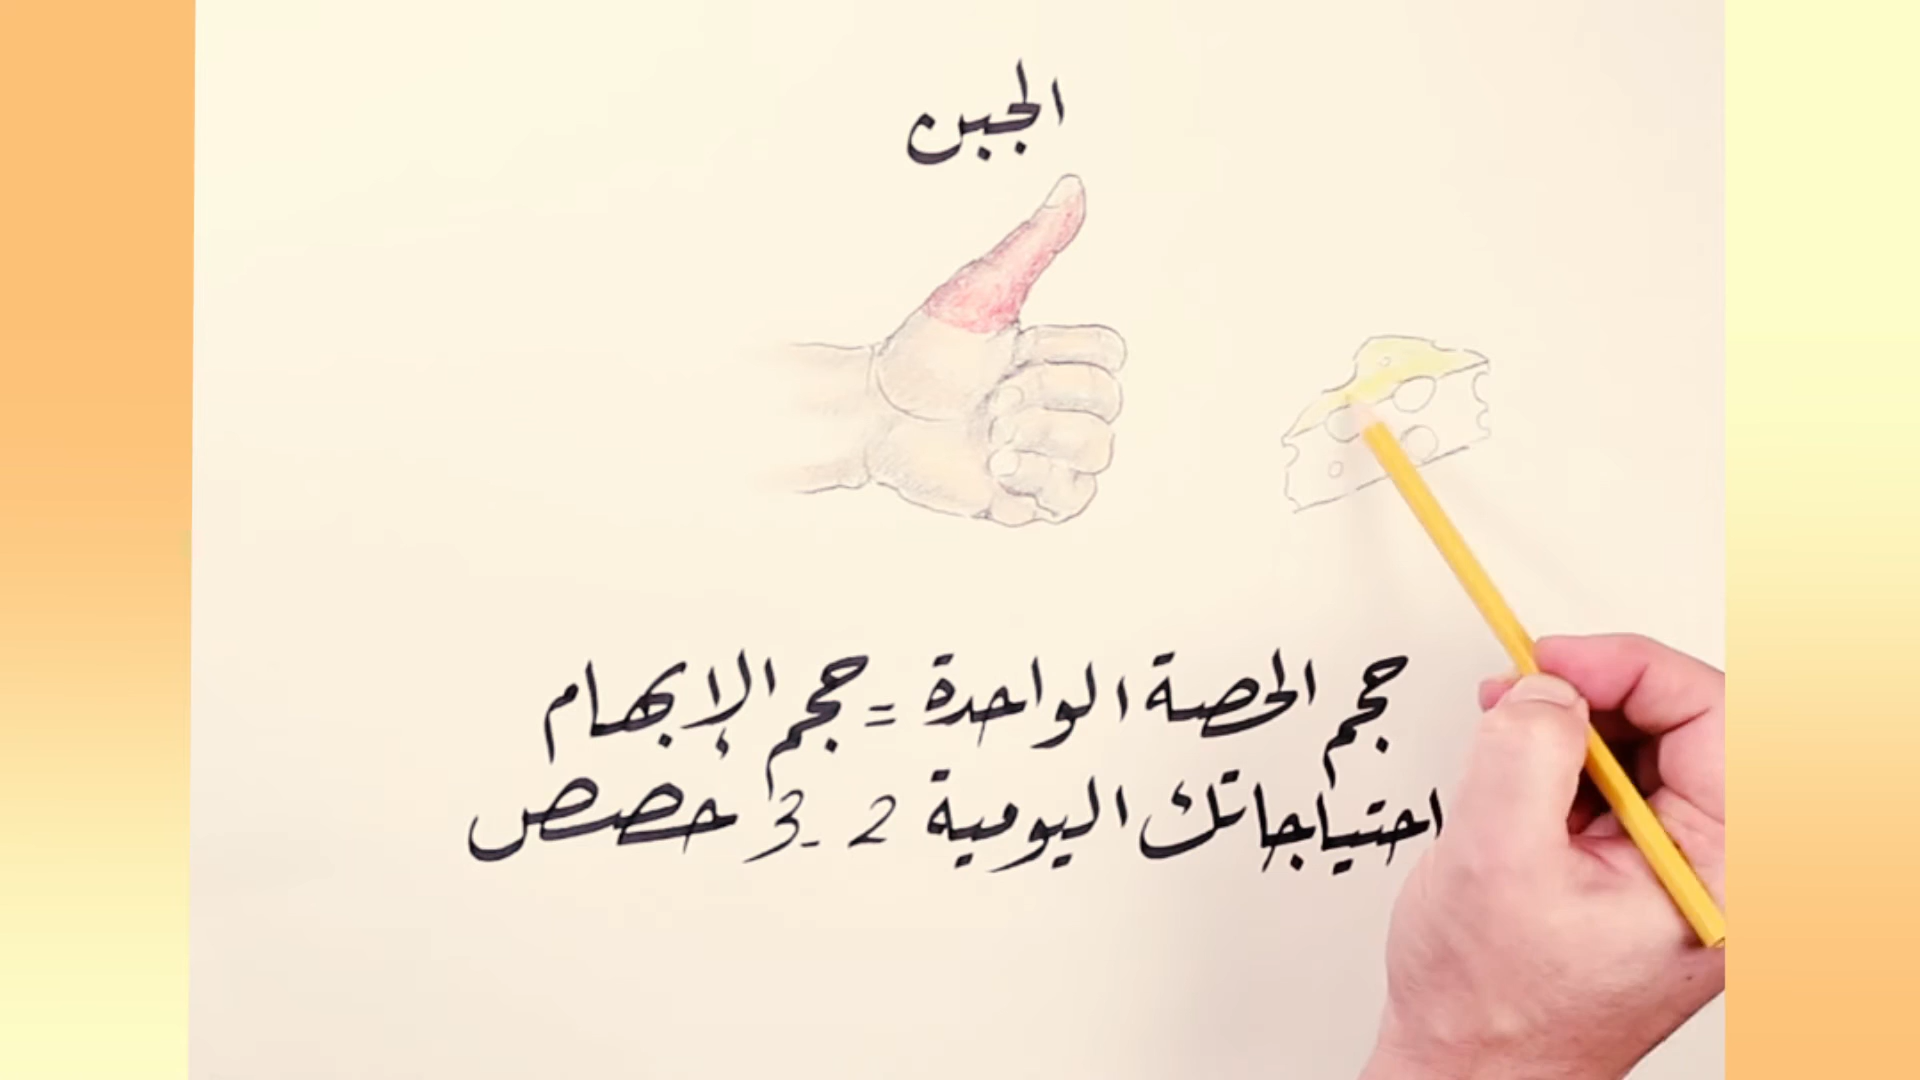 الجبن
حجم الحصة الواحدة = حجم الإبهام
احتياجاتك اليومية 2 - 3 حصص